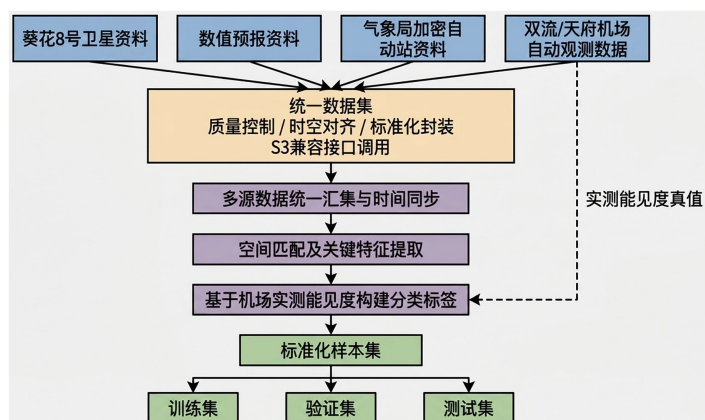 葵花8号卫星资料
数值预报资料
气象局加密自
动站资料
双流/天府机场
自动观测数据
统一数据集
质量控制 / 时空对齐 / 标准化封装
S3兼容接口调用
多源数据统一汇集与时间同步
实测能见度真值
空间匹配及关键特征提取
基于机场实测能见度构建分类标签
标准化样本集
训练集
验证集
测试集